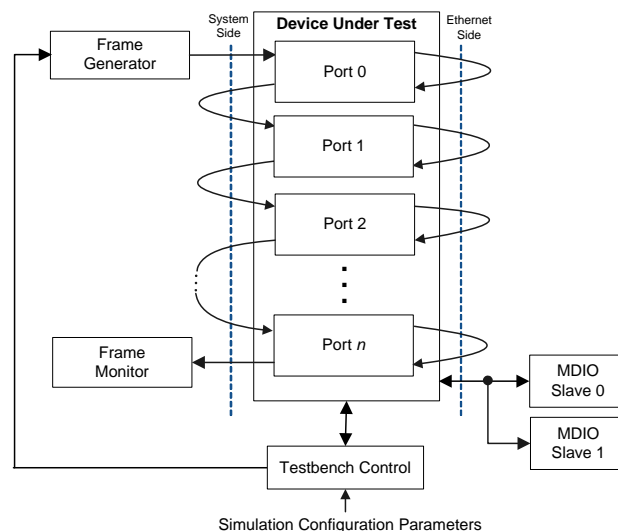 System
Side
Device Under Test
Ethernet
Side
Frame
Generator
Port 0
Port 1
Port 2
Port n
Frame
Monitor
MDIO
Slave 0
MDIO
Slave 1
Testbench Control
Simulation Configuration Parameters